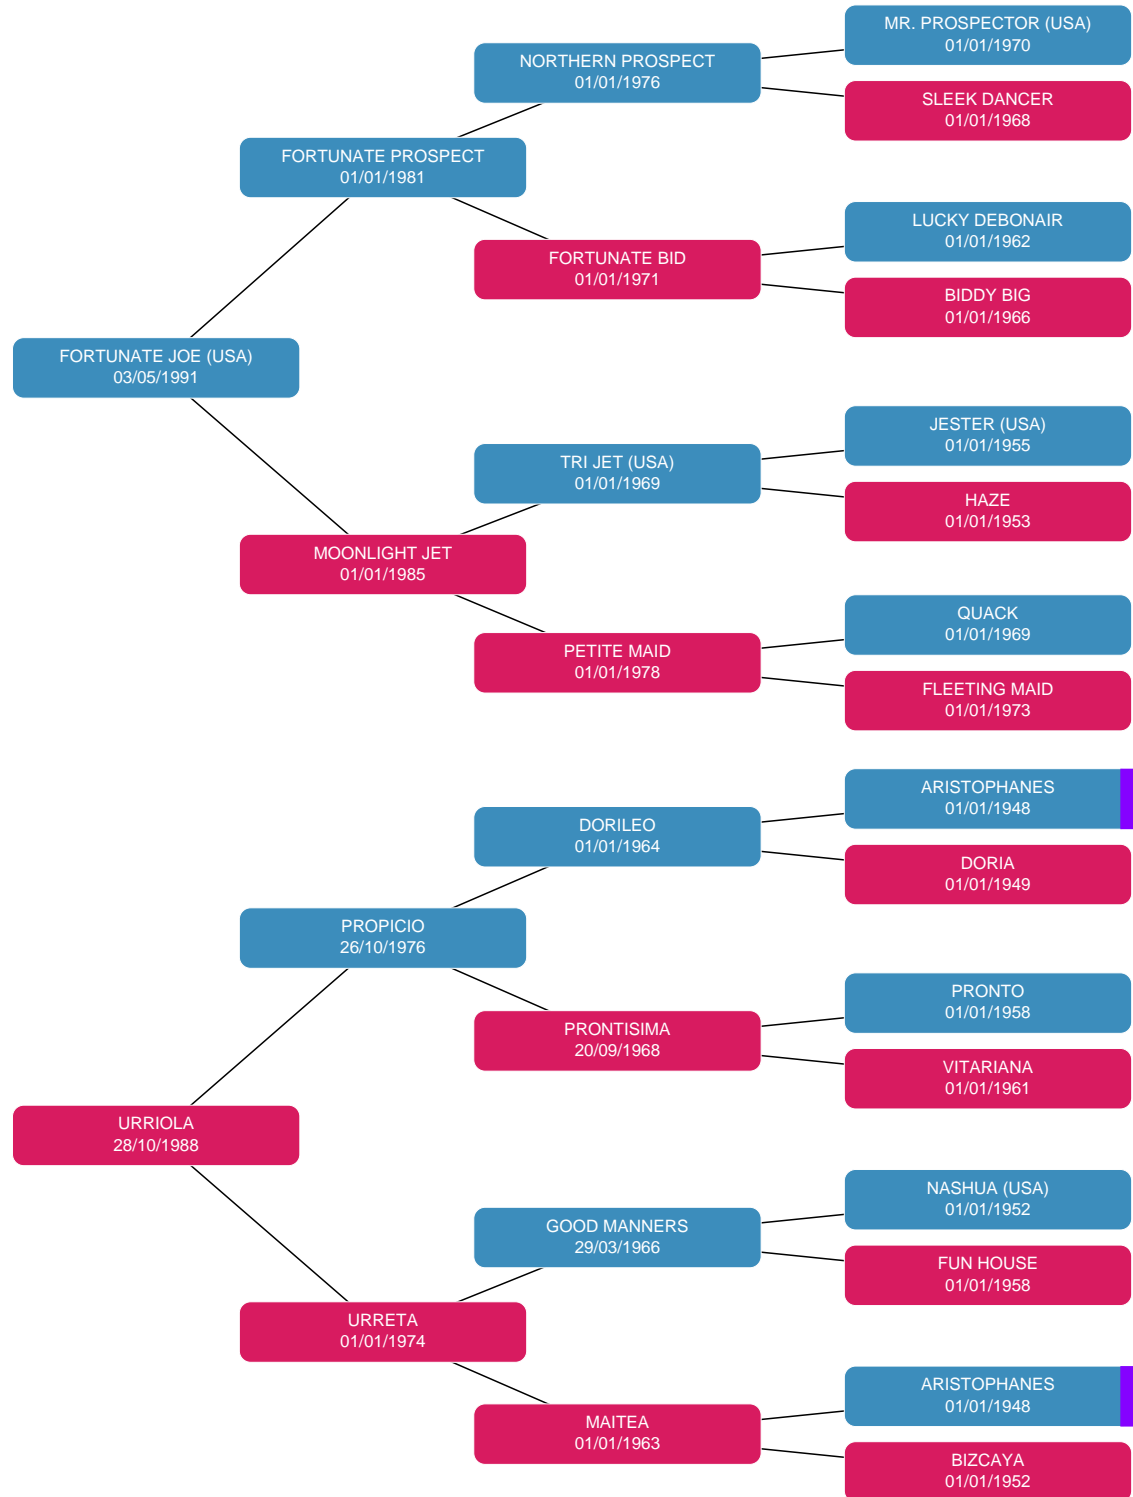 MR. PROSPECTOR (USA)
01/01/1970
NORTHERN PROSPECT
01/01/1976
SLEEK DANCER
01/01/1968
FORTUNATE PROSPECT
01/01/1981
LUCKY DEBONAIR
01/01/1962
FORTUNATE BID
01/01/1971
BIDDY BIG
01/01/1966
FORTUNATE JOE (USA)
03/05/1991
JESTER (USA)
01/01/1955
TRI JET (USA)
01/01/1969
HAZE
01/01/1953
MOONLIGHT JET
01/01/1985
QUACK
01/01/1969
PETITE MAID
01/01/1978
FLEETING MAID
01/01/1973
ARISTOPHANES
01/01/1948
DORILEO
01/01/1964
DORIA
01/01/1949
PROPICIO
26/10/1976
PRONTO
01/01/1958
PRONTISIMA
20/09/1968
VITARIANA
01/01/1961
URRIOLA
28/10/1988
NASHUA (USA)
01/01/1952
GOOD MANNERS
29/03/1966
FUN HOUSE
01/01/1958
URRETA
01/01/1974
ARISTOPHANES
01/01/1948
MAITEA
01/01/1963
BIZCAYA
01/01/1952